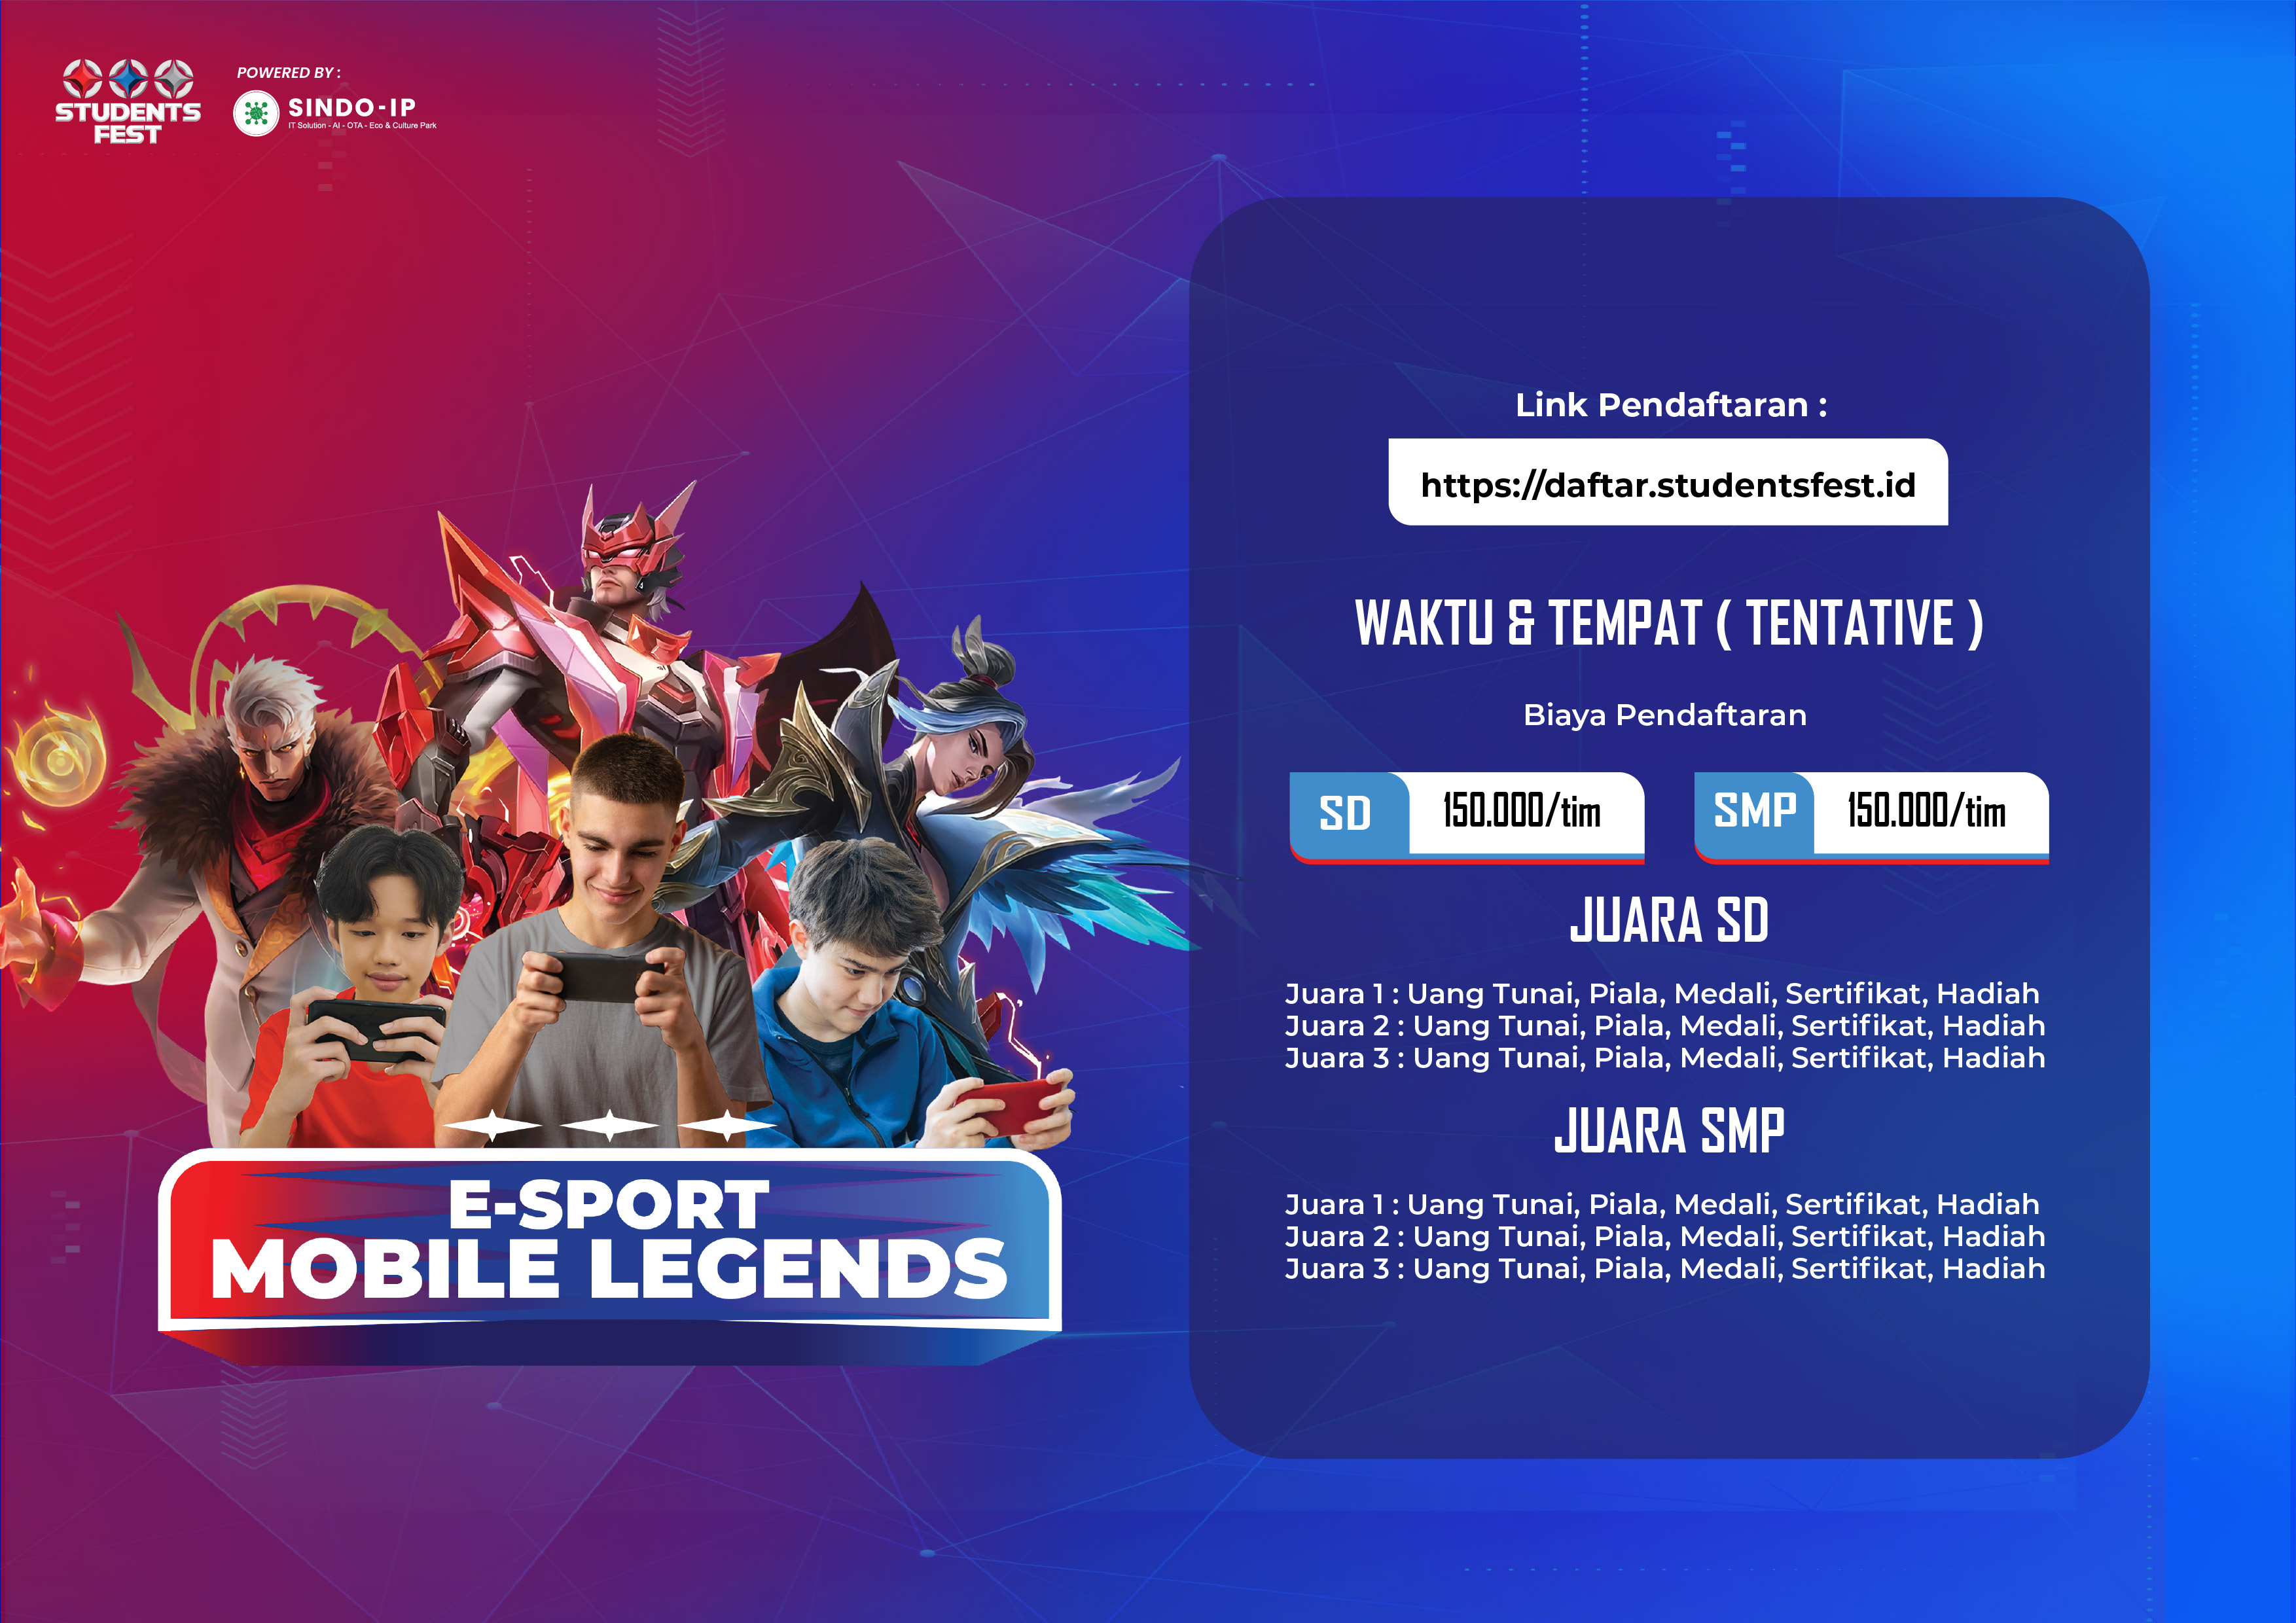 STUDENTS
FEST
POWERED BY :
SINDO-IP
IT Solution - AI - OTA - Eco & Culture Park
E-SPORT
MOBILE LEGENDS
Link Pendaftaran :
https://daftar.studentsfest.id
WAKTU & TEMPAT ( TENTATIVE )
Biaya Pendaftaran
SD 150.000/tim
SMP 150.000/tim
JUARA SD
Juara 1 : Uang Tunai, Piala, Medali, Sertifikat, Hadiah
Juara 2 : Uang Tunai, Piala, Medali, Sertifikat, Hadiah
Juara 3 : Uang Tunai, Piala, Medali, Sertifikat, Hadiah
JUARA SMP
Juara 1 : Uang Tunai, Piala, Medali, Sertifikat, Hadiah
Juara 2 : Uang Tunai, Piala, Medali, Sertifikat, Hadiah
Juara 3 : Uang Tunai, Piala, Medali, Sertifikat, Hadiah